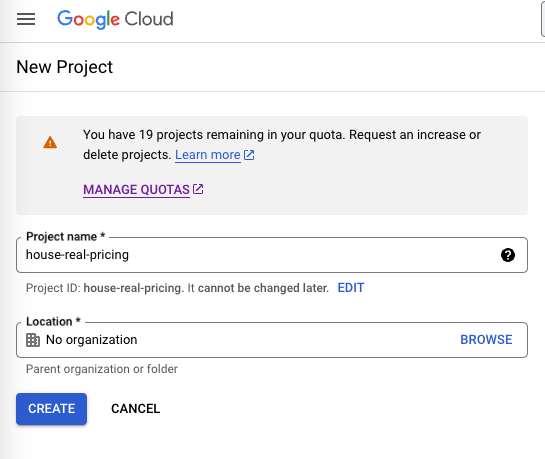 Google Cloud
New Project
You have 19 projects remaining in your quota. Request an increase or
delete projects. Learn more
MANAGE QUOTAS
Project name *
house-real-pricing
Project ID: house-real-pricing. It cannot be changed later. EDIT
Location *
No organization BROWSE
Parent organization or folder
CREATE CANCEL